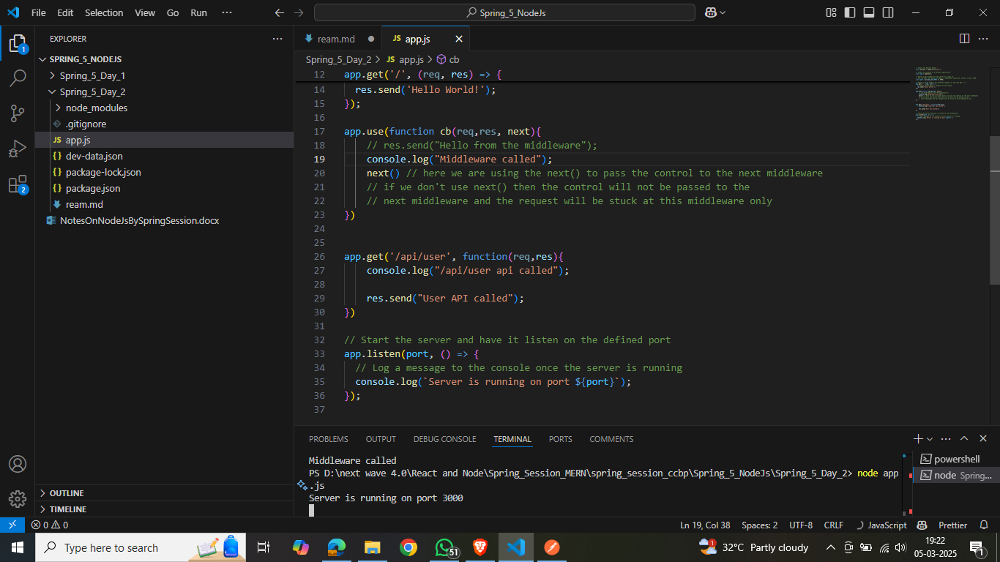 File Edit Selection View Go Run ··· Spring_5_NodeJs
EXPLORER ···
SPRING_5_NODEJS
Spring_5_Day_1
Spring_5_Day_2
node_modules
.gitignore
JS app.js
{} dev-data.json
{} package-lock.json
{} package.json
ream.md
NotesOnNodeJsBySpringSession.docx
OUTLINE
TIMELINE
1
2
ream.md JS app.js
Spring_5_Day_2 > JS app.js > cb
12 app.get('/', (req, res) => {
14 res.send('Hello World!');
15 });
16
17 app.use(function cb(req,res, next){
18 // res.send("Hello from the middleware");
19 console.log("Middleware called");
20 next() // here we are using the next() to pass the control to the next middleware
21 // if we don't use next() then the control will not be passed to the
22 // next middleware and the request will be stuck at this middleware only
23 })
24
25
26 app.get('/api/user', function(req,res){
27 console.log("/api/user api called");
28
29 res.send("User API called");
30 })
31
32 // Start the server and have it listen on the defined port
33 app.listen(port, () => {
34 // Log a message to the console once the server is running
35 console.log(`Server is running on port ${port}`);
36 });
37
PROBLEMS OUTPUT DEBUG CONSOLE TERMINAL PORTS COMMENTS
Middleware called
PS D:\next wave 4.0\React and Node\Spring_Session_MERN\spring_session_ccbp\Spring_5_NodeJs\Spring_5_Day_2> node app
.js
Server is running on port 3000
powershell
node Spring...
0 0 Ln 19, Col 38 Spaces: 2 UTF-8 CRLF JavaScript Prettier
Type here to search 51 1 32°C Partly cloudy 19:22
05-03-2025 1